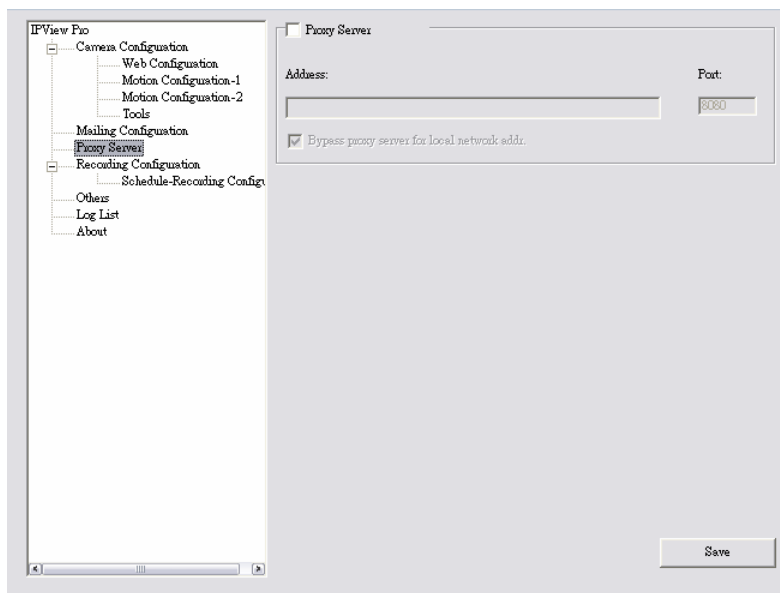 IPView Pro
Camera Configuration
Web Configuration
Motion Configuration-1
Motion Configuration-2
Tools
Mailing Configuration
Proxy Server
Recording Configuration
Schedule-Recording Configu
Others
Log List
About
Proxy Server
Address:
Port:
8080
Bypass proxy server for local network addr.
Save